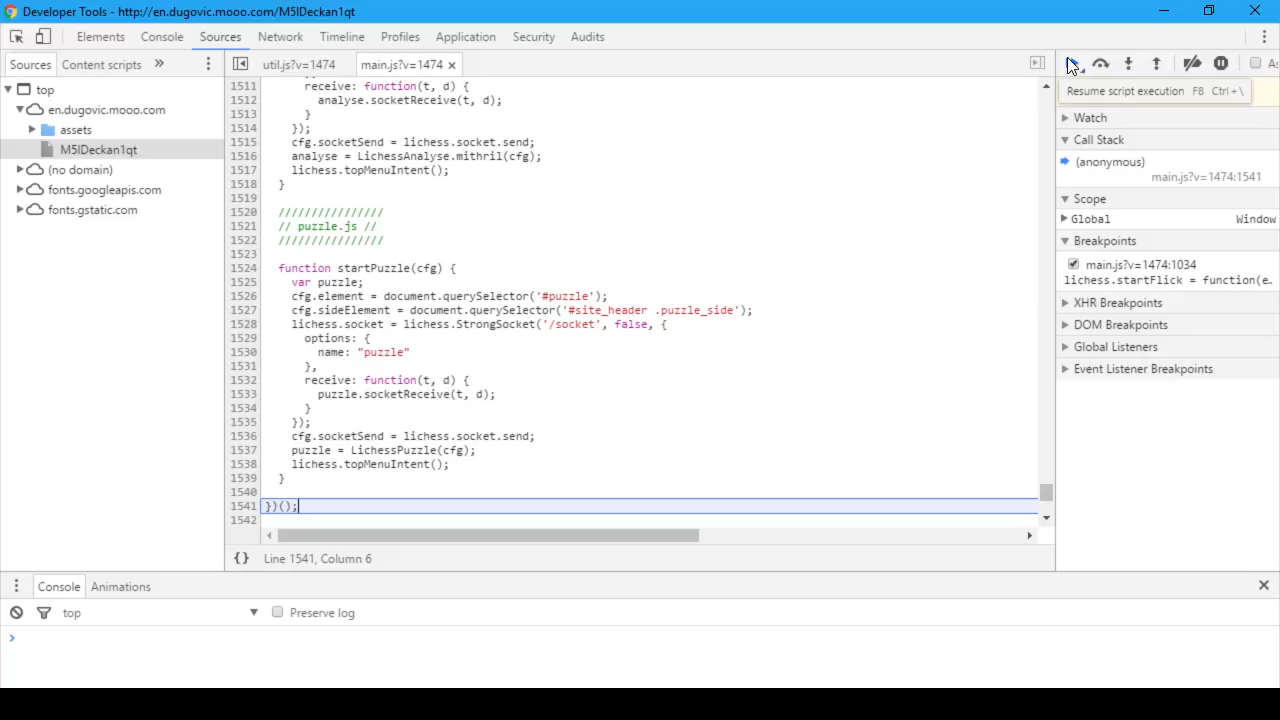 Developer Tools - http://en.dugovic.mooo.com/M5IDeckan1qt
Elements Console Sources Network Timeline Profiles Application Security Audits
Sources Content scripts » util.js?v=1474 main.js?v=1474 ×
Resume script execution F8 Ctrl+\
top
en.dugovic.mooo.com
assets
M5IDeckan1qt
(no domain)
fonts.googleapis.com
fonts.gstatic.com
1511 receive: function(t, d) {
1512 analyse.socketReceive(t, d);
1513 }
1514 });
1515 cfg.socketSend = lichess.socket.send;
1516 analyse = LichessAnalyse.mithril(cfg);
1517 lichess.topMenuIntent();
1518 }
1519
1520 ////////////////
1521 // puzzle.js //
1522 ////////////////
1523
1524 function startPuzzle(cfg) {
1525 var puzzle;
1526 cfg.element = document.querySelector('#puzzle');
1527 cfg.sideElement = document.querySelector('#site_header .puzzle_side');
1528 lichess.socket = lichess.StrongSocket('/socket', false, {
1529 options: {
1530 name: "puzzle"
1531 },
1532 receive: function(t, d) {
1533 puzzle.socketReceive(t, d);
1534 }
1535 });
1536 cfg.socketSend = lichess.socket.send;
1537 puzzle = LichessPuzzle(cfg);
1538 lichess.topMenuIntent();
1539 }
1540
1541 })();
1542
{} Line 1541, Column 6
Watch
Call Stack
(anonymous)
main.js?v=1474:1541
Scope
Global Window
Breakpoints
main.js?v=1474:1034
lichess.startFlick = function(e…
XHR Breakpoints
DOM Breakpoints
Global Listeners
Event Listener Breakpoints
Console Animations
top Preserve log